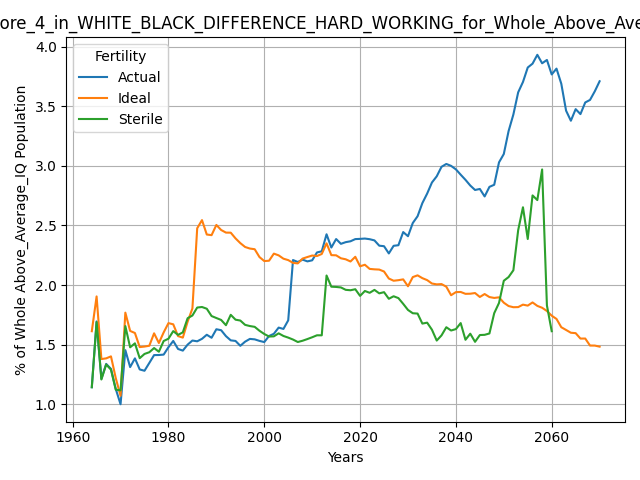 ore_4_in_WHITE_BLACK_DIFFERENCE_HARD_WORKING_for_Whole_Above_Ave
Fertility
Actual
Ideal
Sterile
% of Whole Above_Average_IQ Population
4.0
3.5
3.0
2.5
2.0
1.5
1.0
1960
1980
2000
2020
2040
2060
Years